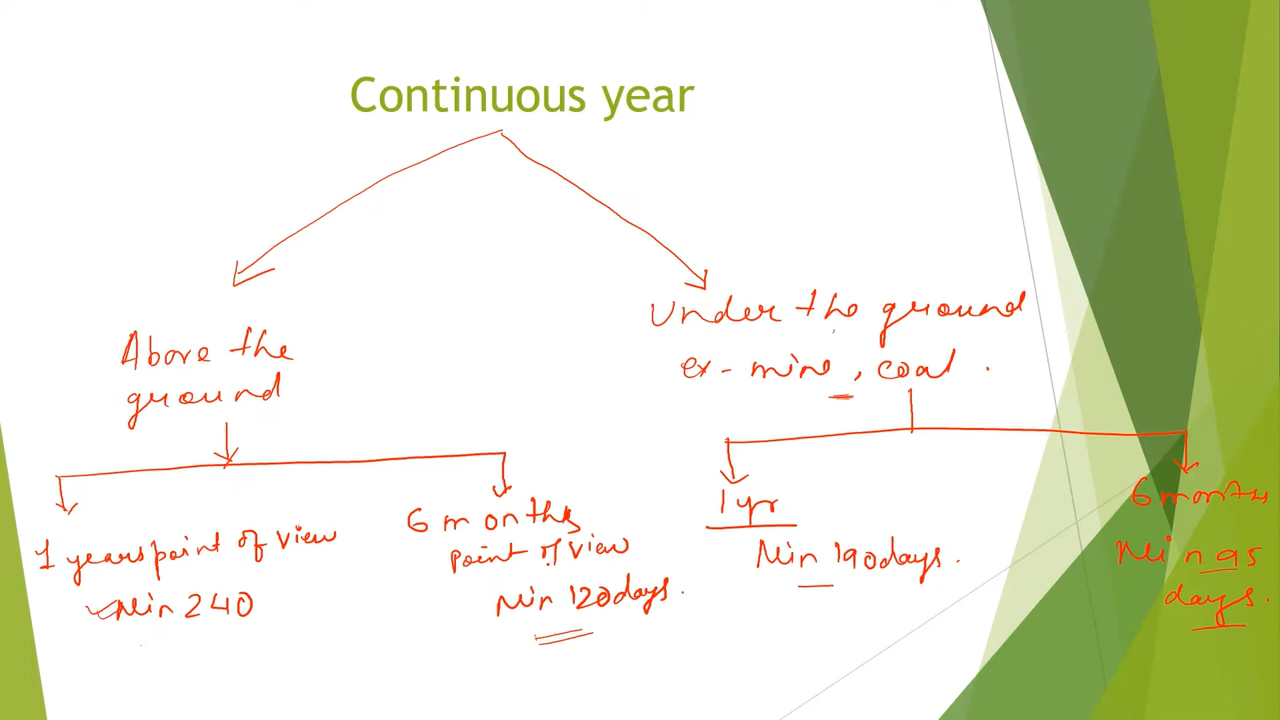 Continuous year
Above the
ground
1 years point of view
Min 240
6 months
Point of view
Min 120 days.
Under the ground
ex - mine, coal.
1 yr
Min 190 days.
6 months
Min 95
days.